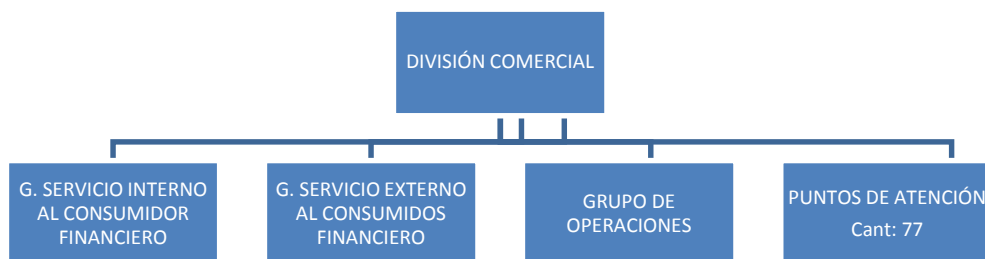 DIVISIÓN COMERCIAL
G. SERVICIO INTERNO
AL CONSUMIDOR
FINANCIERO
G. SERVICIO EXTERNO
AL CONSUMIDOS
FINANCIERO
GRUPO DE
OPERACIONES
PUNTOS DE ATENCIÓN
Cant: 77